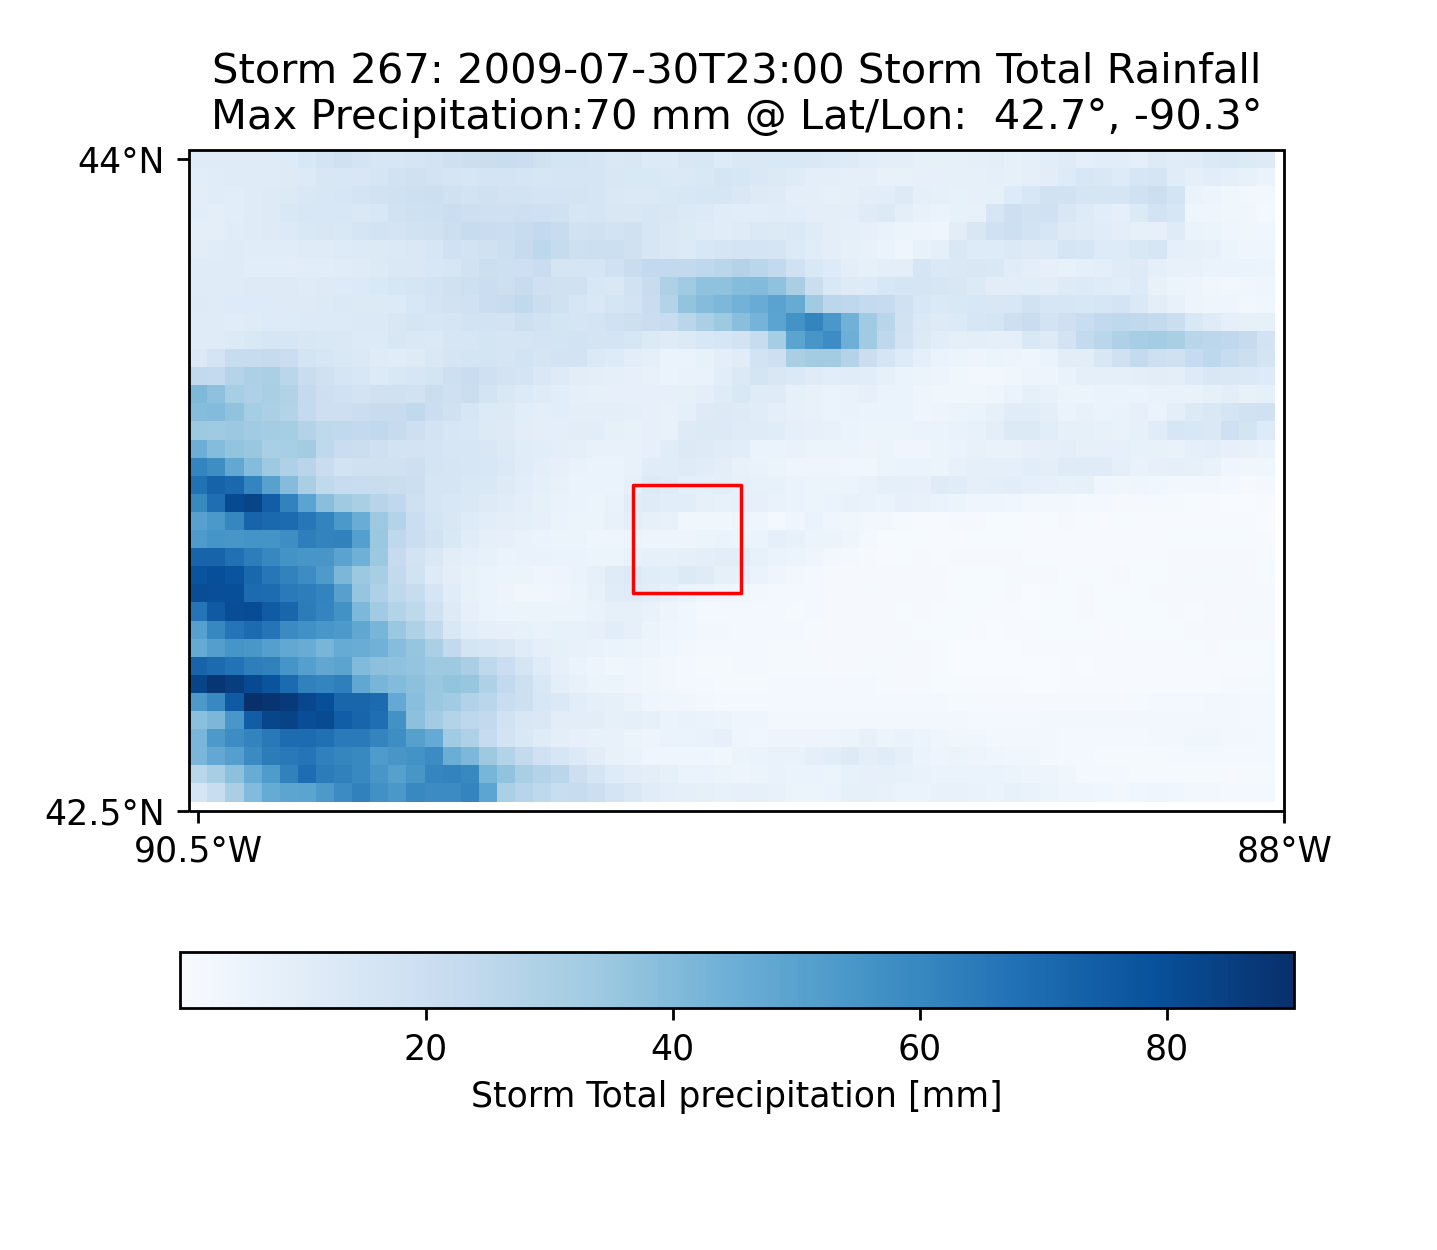 Storm 267: 2009-07-30T23:00 Storm Total Rainfall
Max Precipitation:70 mm @ Lat/Lon:  42.7°, -90.3°
44°N
42.5°N
90.5°W 88°W
20 40 60 80
Storm Total precipitation [mm]